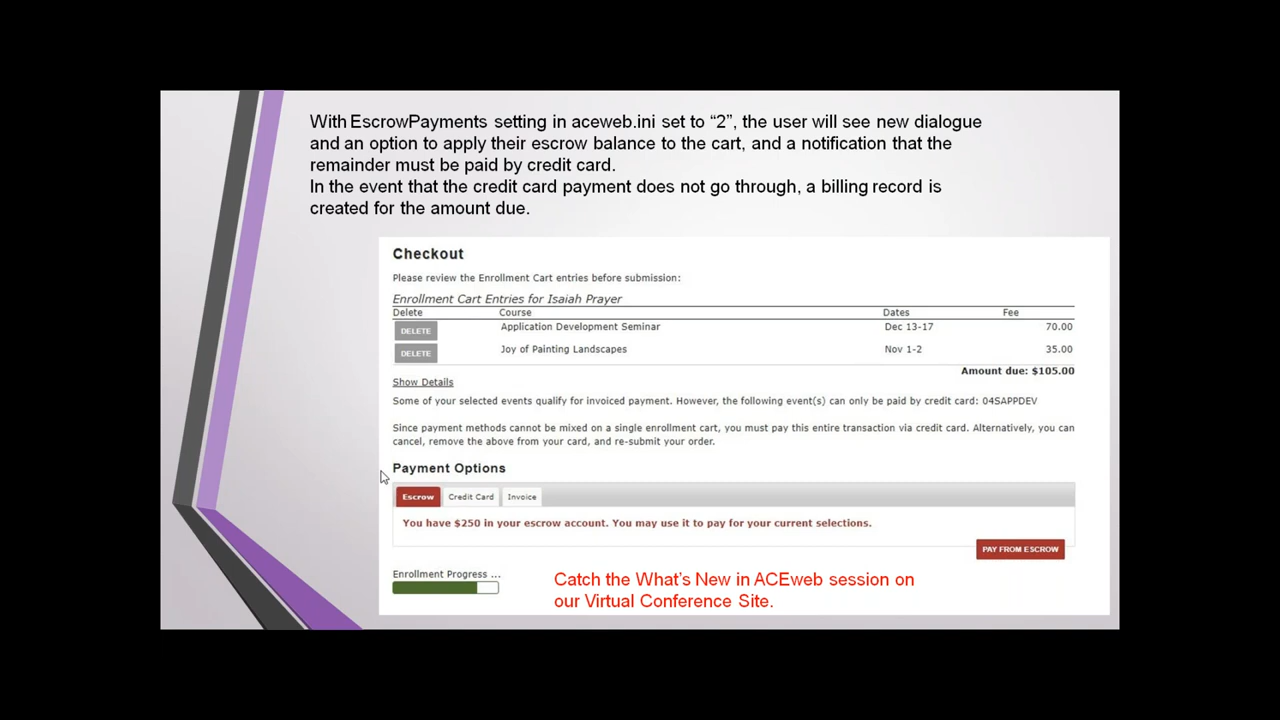 With EscrowPayments setting in aceweb.ini set to “2”, the user will see new dialogue
and an option to apply their escrow balance to the cart, and a notification that the
remainder must be paid by credit card.
In the event that the credit card payment does not go through, a billing record is
created for the amount due.
Checkout
Please review the Enrollment Cart entries before submission:
Enrollment Cart Entries for Isaiah Prayer
Delete Course Dates Fee
DELETE Application Development Seminar Dec 13-17 70.00
DELETE Joy of Painting Landscapes Nov 1-2 35.00
Amount due: $105.00
Show Details
Some of your selected events qualify for invoiced payment. However, the following event(s) can only be paid by credit card: 04SAPPDEV
Since payment methods cannot be mixed on a single enrollment cart, you must pay this entire transaction via credit card. Alternatively, you can
cancel, remove the above from your card, and re-submit your order.
Payment Options
Escrow Credit Card Invoice
You have $250 in your escrow account. You may use it to pay for your current selections.
PAY FROM ESCROW
Enrollment Progress ...
Catch the What’s New in ACEweb session on
our Virtual Conference Site.